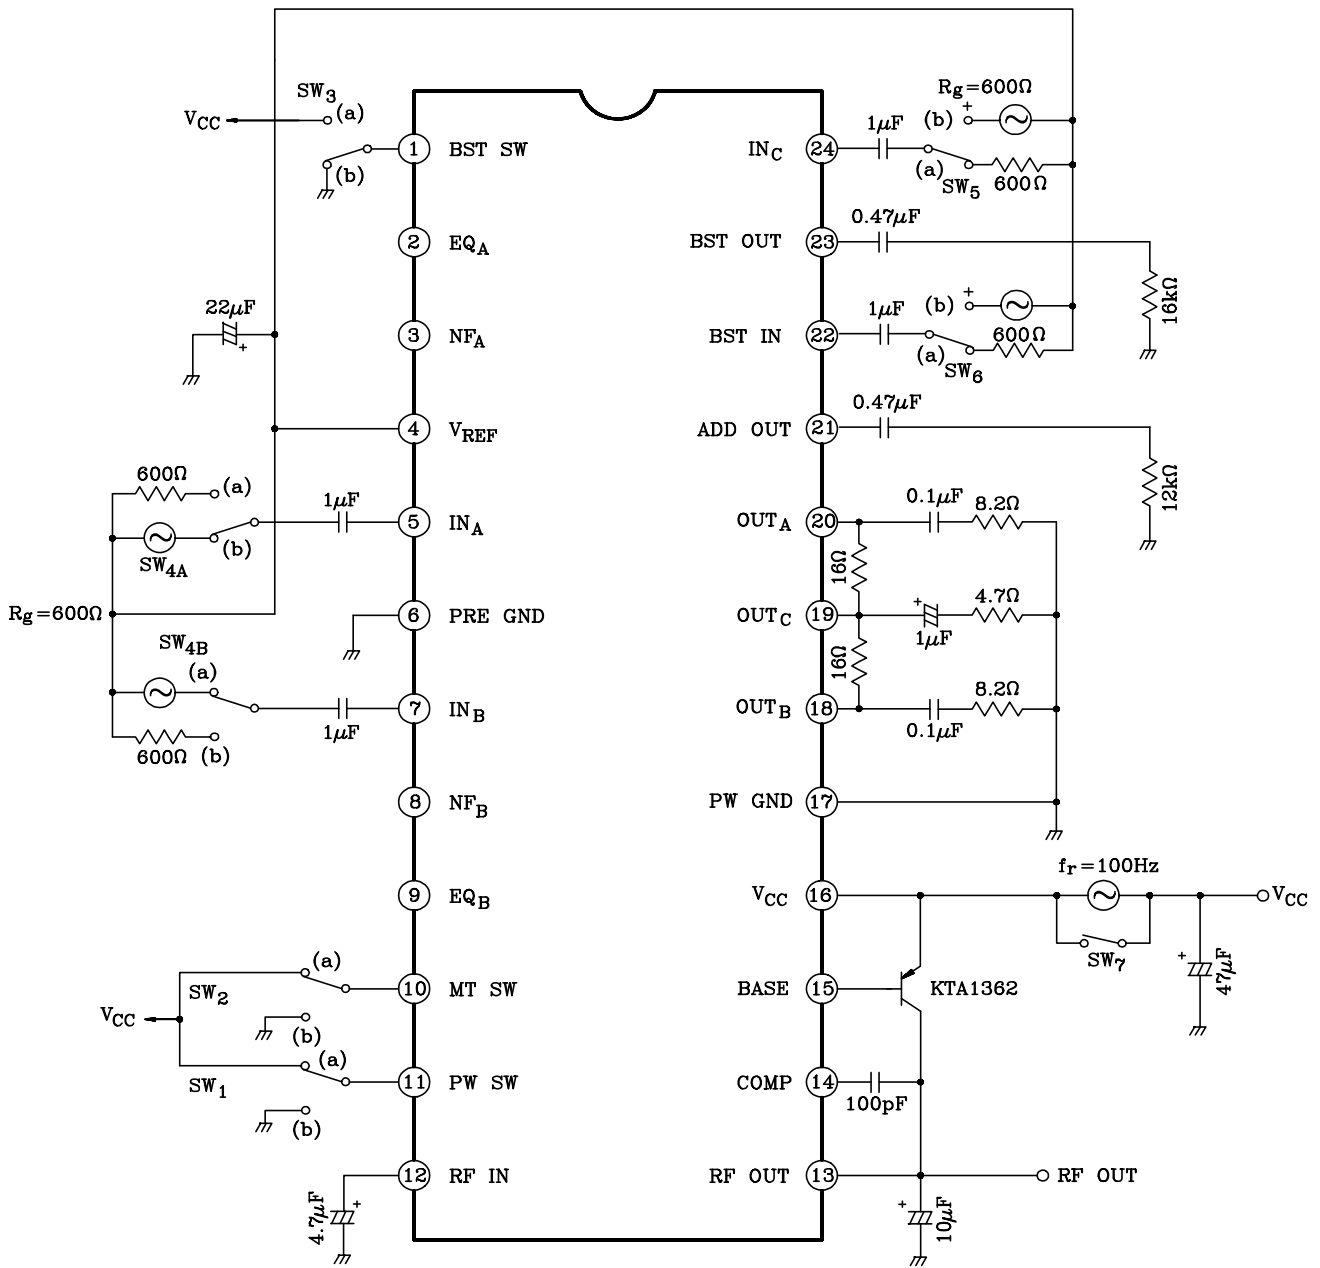 SW3
(a)
VCC
(b)
1 BST SW
2 EQA
3 NFA
22μF
+
4 VREF
600Ω
(a)
1μF
5 INA
(b)
SW4A
Rg=600Ω
6 PRE GND
SW4B
(a)
7 INB
1μF
600Ω
(b)
8 NFB
9 EQB
(a)
SW2
10 MT SW
VCC
(b)
(a)
SW1
11 PW SW
(b)
12 RF IN
4.7μF
+
Rg=600Ω
+
(b)
1μF
INC 24
(a)
SW5
600Ω
0.47μF
BST OUT 23
16kΩ
+
(b)
1μF
600Ω
BST IN 22
(a)
SW6
0.47μF
ADD OUT 21
12kΩ
0.1μF
8.2Ω
OUTA 20
16Ω
4.7Ω
+
OUTC 19
1μF
16Ω
8.2Ω
OUTB 18
0.1μF
PW GND 17
fr=100Hz
VCC 16
VCC
SW7
+
47μF
BASE 15
KTA1362
COMP 14
100pF
RF OUT 13
RF OUT
+
10μF